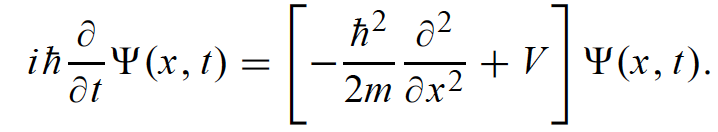 iℏ ∂/∂t Ψ(x, t) = [ −ℏ²/2m ∂²/∂x² + V ] Ψ(x, t).